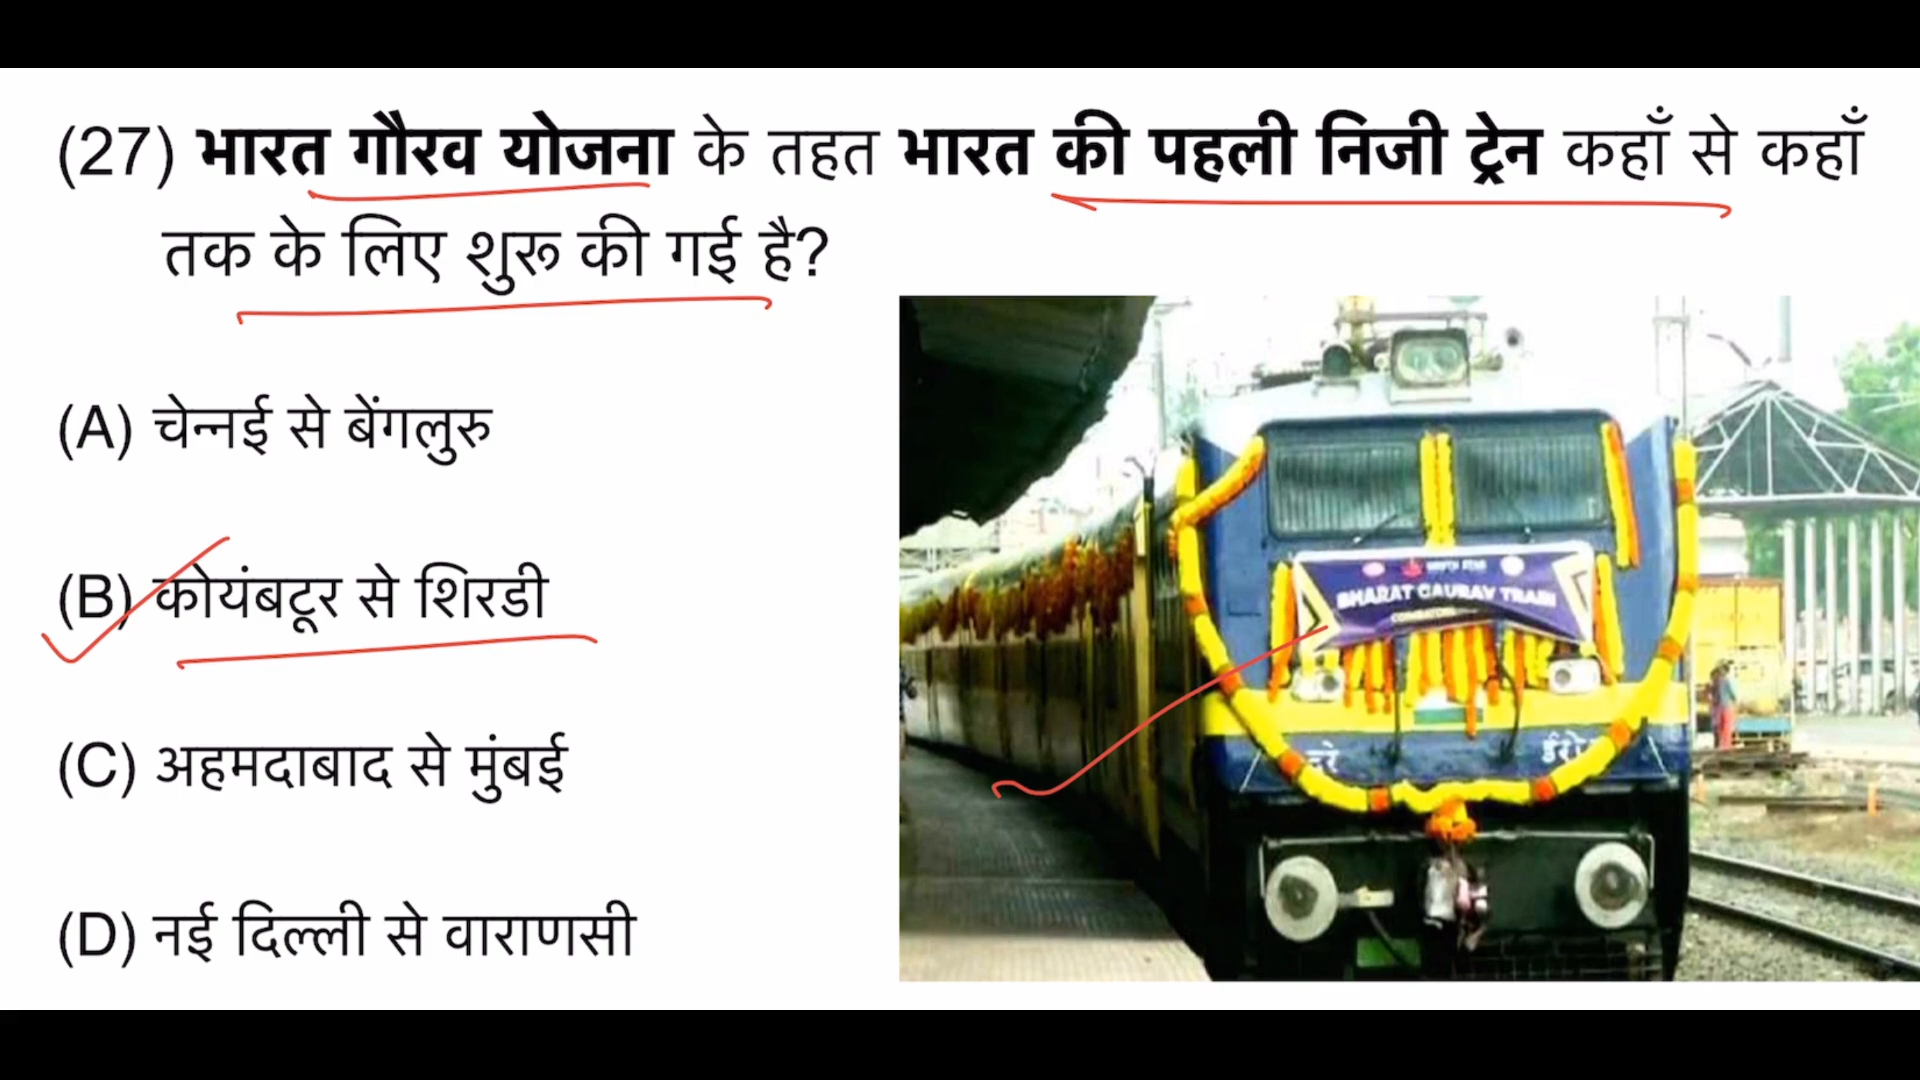 (27) भारत गौरव योजना के तहत भारत की पहली निजी ट्रेन कहाँ से कहाँ
तक के लिए शुरू की गई है?
(A) चेन्नई से बेंगलुरु
(B) कोयंबटूर से शिरडी
(C) अहमदाबाद से मुंबई
(D) नई दिल्ली से वाराणसी
BHARAT GAURAV TRAIN